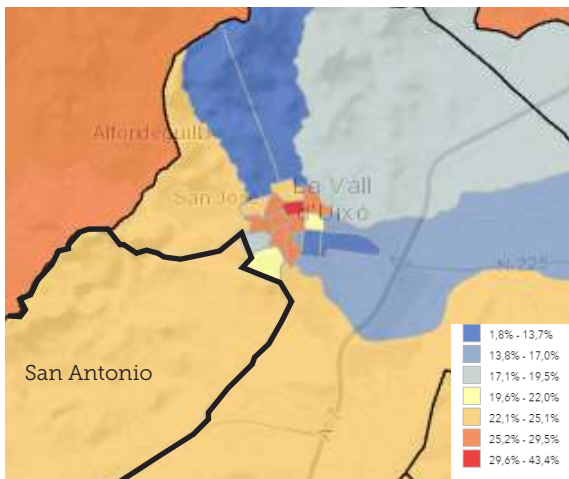 Alfondeguill
La Vall
San José
d'Uixó
N-225
San Antonio
1,8% - 13,7%
13,8% - 17,0%
17,1% - 19,5%
19,6% - 22,0%
22,1% - 25,1%
25,2% - 29,5%
29,6% - 43,4%